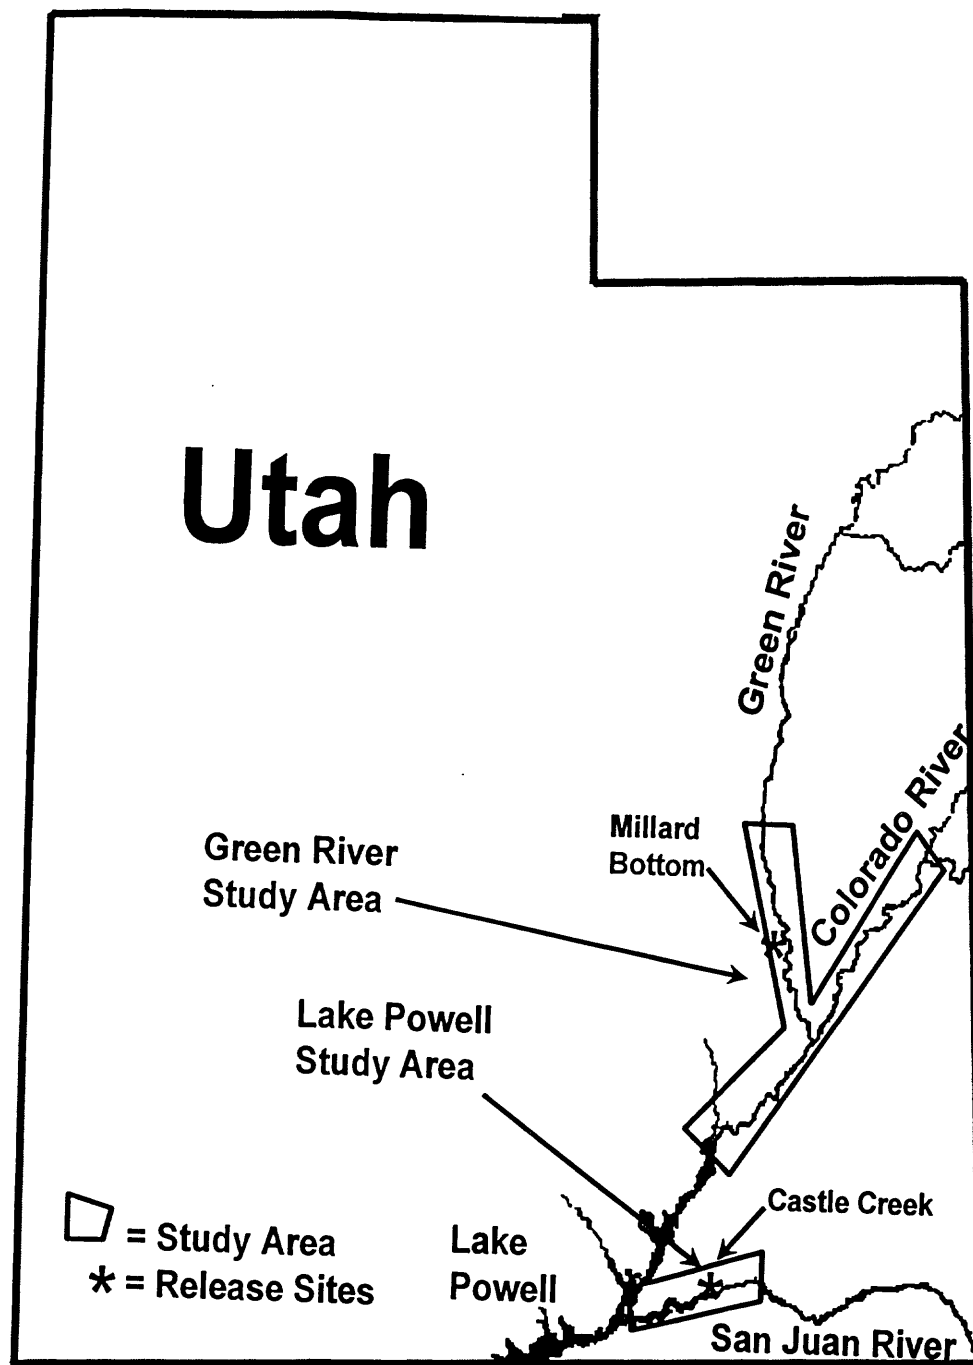 Utah
Green River
Colorado River
Millard
Bottom
Green River
Study Area
Lake Powell
Study Area
Castle Creek
= Study Area
* = Release Sites
Lake
Powell
San Juan River